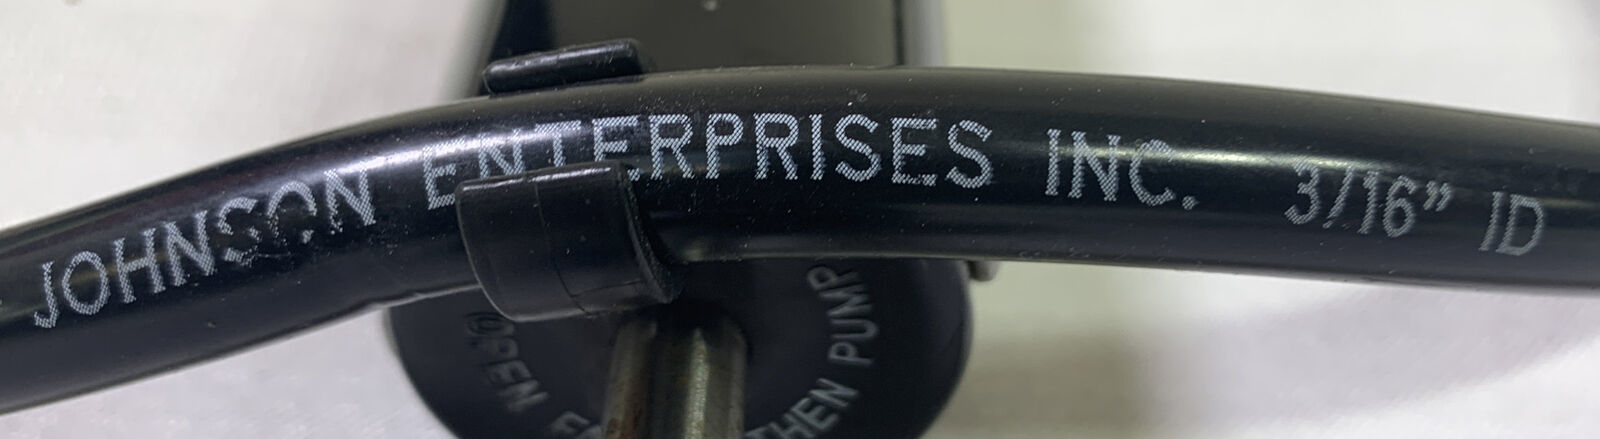 JOHNSON ENTERPRISES INC. 3/16" ID
OPEN
THEN PUMP